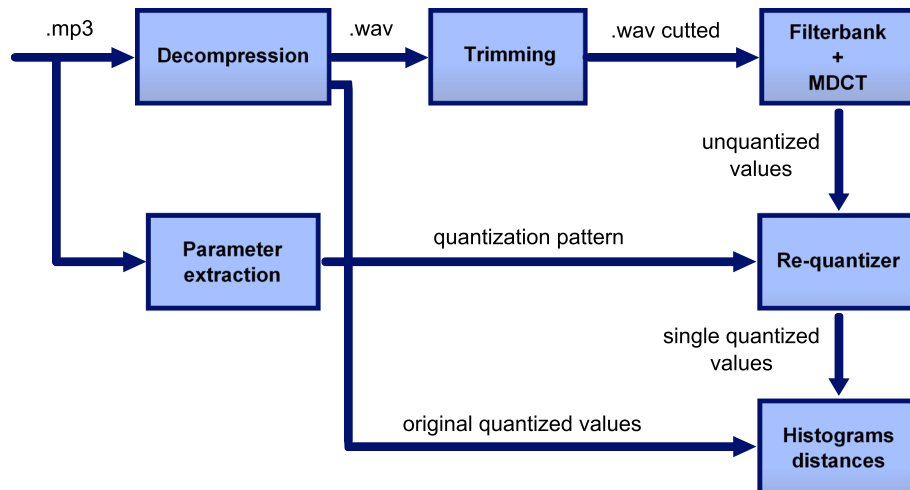 .mp3
Decompression
.wav
Trimming
.wav cutted
Filterbank
+
MDCT
unquantized
values
Parameter
extraction
quantization pattern
Re-quantizer
single quantized
values
original quantized values
Histograms
distances